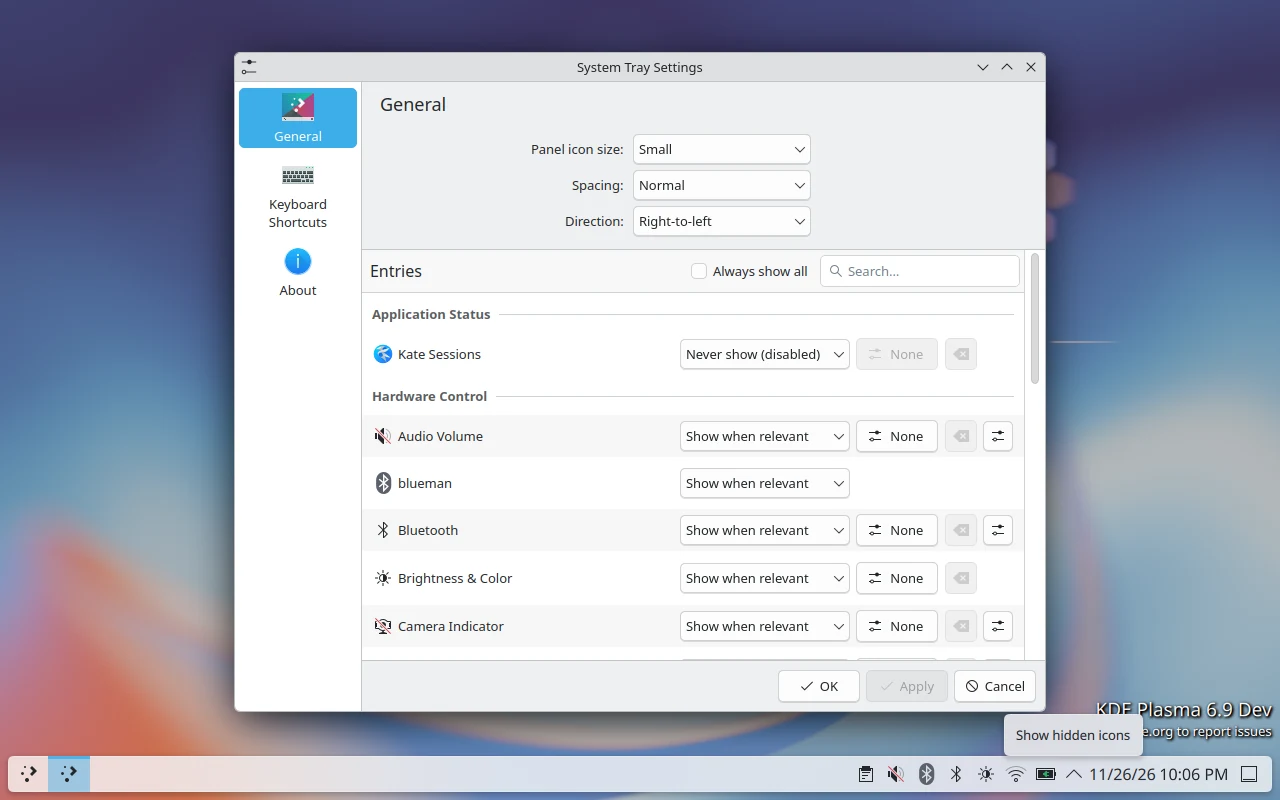 System Tray Settings
General
General
Keyboard
Shortcuts
About
Panel icon size: Small
Spacing: Normal
Direction: Right-to-left
Entries
Always show all
Search...
Application Status
Kate Sessions Never show (disabled) None
Hardware Control
Audio Volume Show when relevant None
blueman Show when relevant
Bluetooth Show when relevant None
Brightness & Color Show when relevant None
Camera Indicator Show when relevant None
OK Apply Cancel
KDE Plasma 6.9 Dev
e.org to report issues
Show hidden icons
11/26/26 10:06 PM